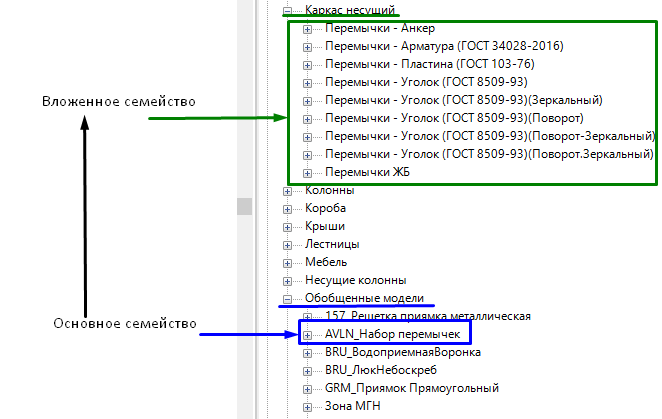 Каркас несущий
Перемычки - Анкер
Перемычки - Арматура (ГОСТ 34028-2016)
Перемычки - Пластина (ГОСТ 103-76)
Перемычки - Уголок (ГОСТ 8509-93)
Вложенное семейство
Перемычки - Уголок (ГОСТ 8509-93)(Зеркальный)
Перемычки - Уголок (ГОСТ 8509-93)(Поворот)
Перемычки - Уголок (ГОСТ 8509-93)(Поворот-Зеркальный)
Перемычки - Уголок (ГОСТ 8509-93)(Поворот.Зеркальный)
Перемычки ЖБ
Колонны
Короба
Крыши
Лестницы
Мебель
Несущие колонны
Обобщенные модели
157_Решетка приямка металлическая
Основное семейство
AVLN_Набор перемычек
BRU_ВодоприемнаяВоронка
BRU_ЛюкНебоскреб
GRM_Приямок Прямоугольный
Зона МГН